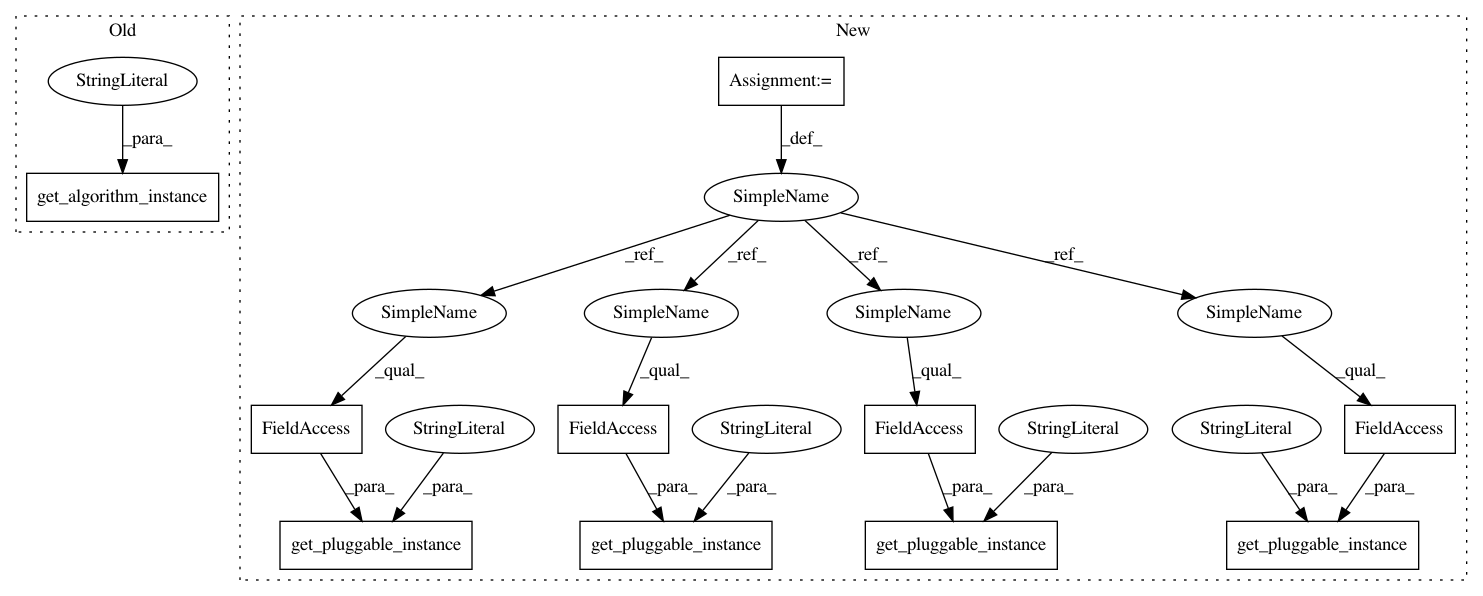 Old
New
StringLiteral
Assignment:=
_para_
_def_
get_algorithm_instance
SimpleName
_ref_
_ref_
_ref_
_ref_
SimpleName
SimpleName
SimpleName
SimpleName
_qual_
_qual_
_qual_
_qual_
FieldAccess
StringLiteral
FieldAccess
StringLiteral
FieldAccess
StringLiteral
StringLiteral
FieldAccess
_para_
_para_
_para_
_para_
_para_
_para_
_para_
_para_
get_pluggable_instance
get_pluggable_instance
get_pluggable_instance
get_pluggable_instance